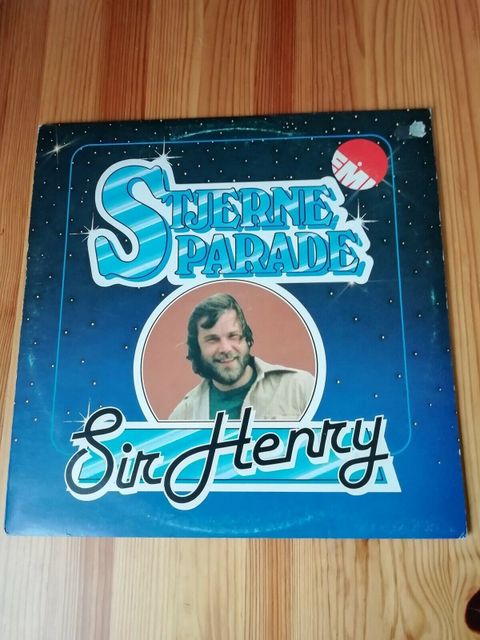 STJERNE
PARADE
EMI
Sir Henry